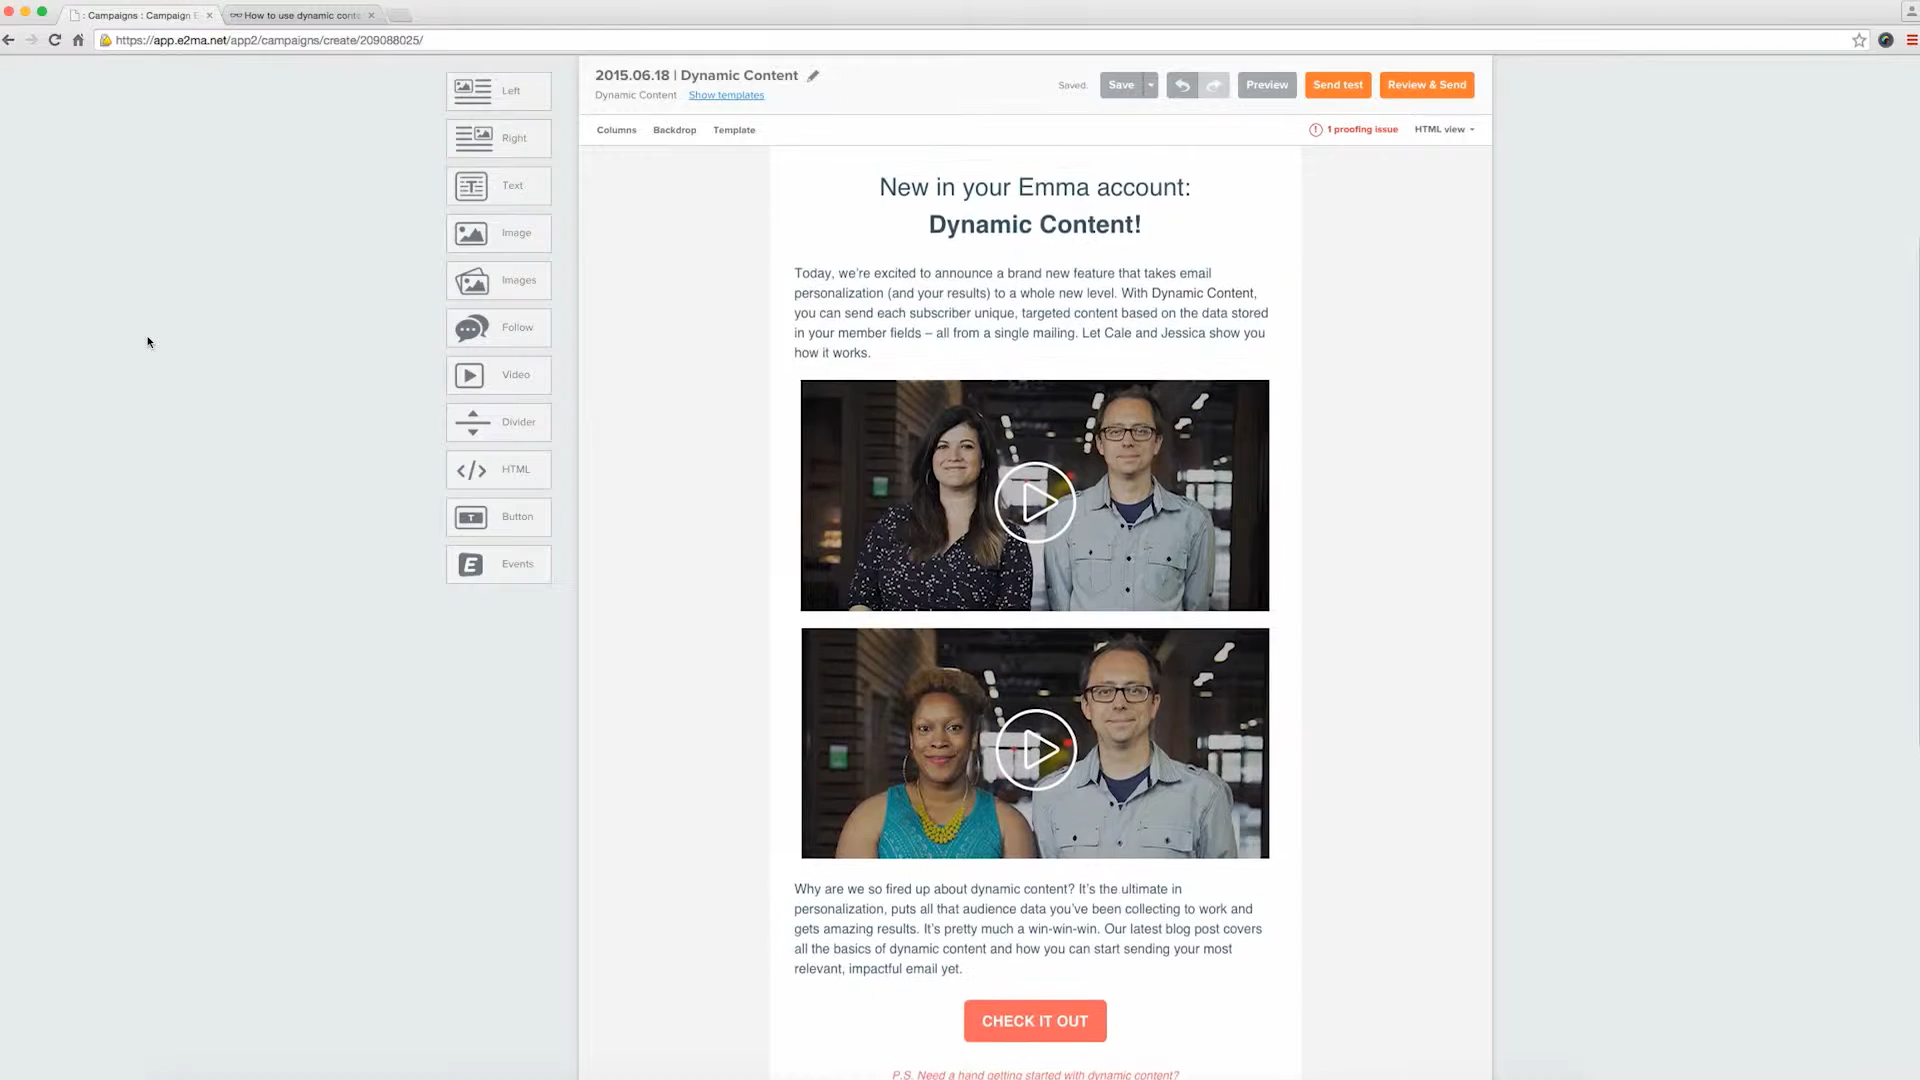 : Campaigns : Campaign E
How to use dynamic conte
https://app.e2ma.net/app2/campaigns/create/209088025/
Left
Right
Text
Image
Images
Follow
Video
Divider
HTML
Button
Events
2015.06.18 | Dynamic Content
Dynamic Content Show templates
Saved.
Save
Preview
Send test
Review & Send
Columns
Backdrop
Template
1 proofing issue
HTML view
New in your Emma account:
Dynamic Content!
Today, we're excited to announce a brand new feature that takes email
personalization (and your results) to a whole new level. With Dynamic Content,
you can send each subscriber unique, targeted content based on the data stored
in your member fields – all from a single mailing. Let Cale and Jessica show you
how it works.
Why are we so fired up about dynamic content? It's the ultimate in
personalization, puts all that audience data you've been collecting to work and
gets amazing results. It's pretty much a win-win-win. Our latest blog post covers
all the basics of dynamic content and how you can start sending your most
relevant, impactful email yet.
CHECK IT OUT
P.S. Need a hand getting started with dynamic content?